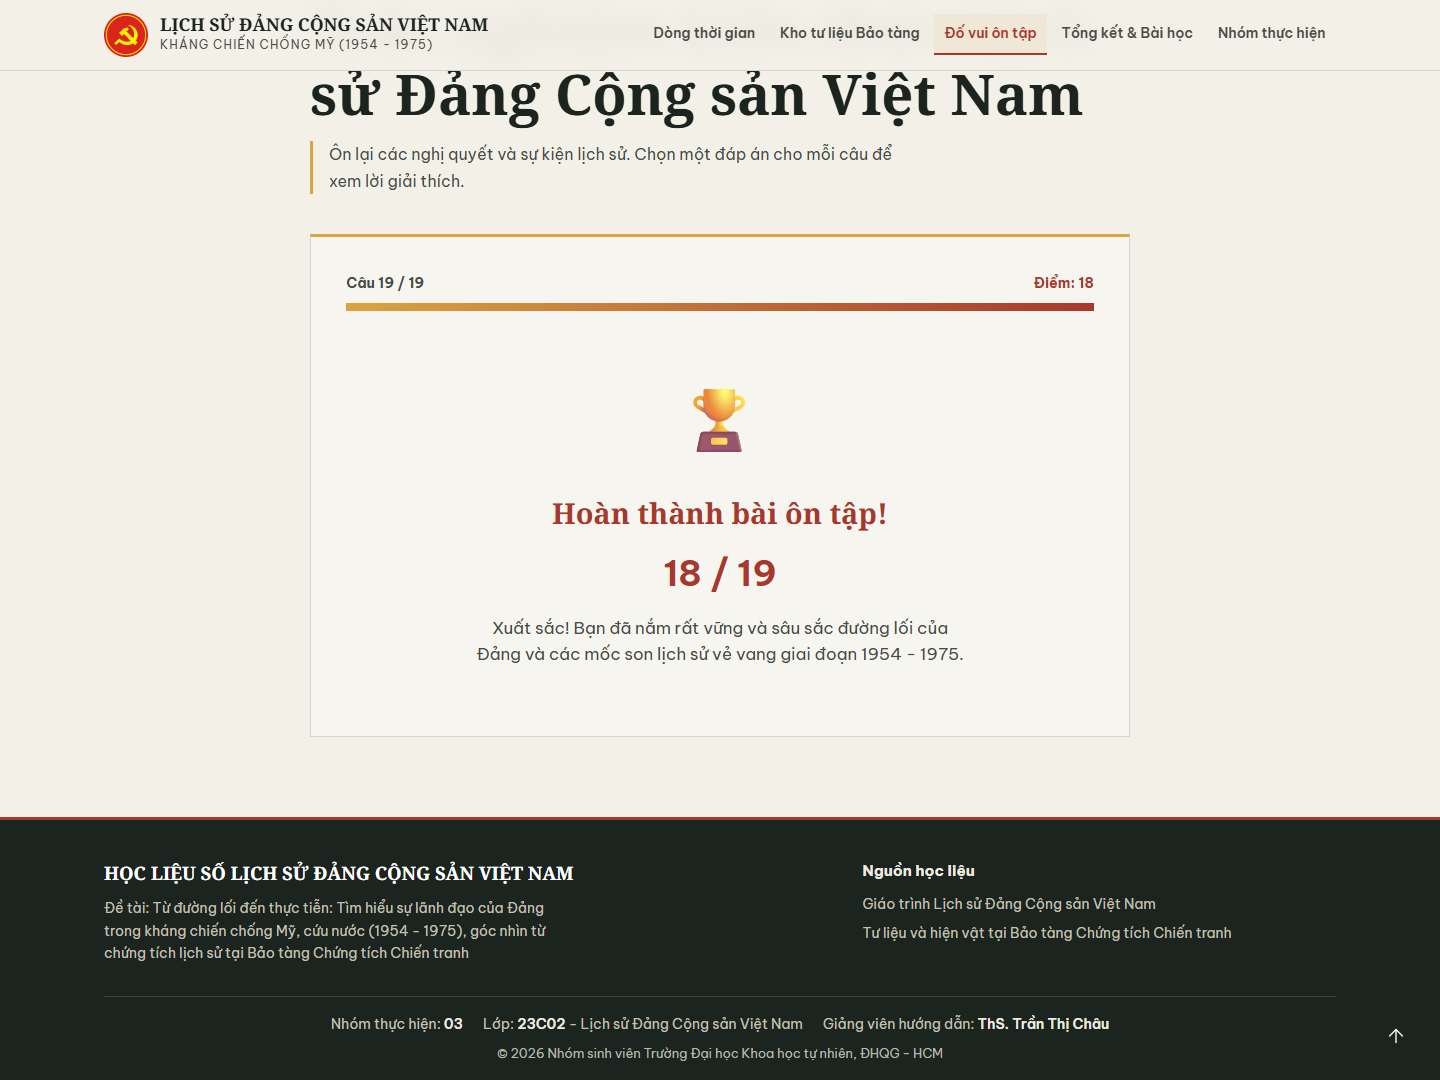 LỊCH SỬ ĐẢNG CỘNG SẢN VIỆT NAM
KHÁNG CHIẾN CHỐNG MỸ (1954 - 1975)
Dòng thời gian
Kho tư liệu Bảo tàng
Đố vui ôn tập
Tổng kết & Bài học
Nhóm thực hiện
sử Đảng Cộng sản Việt Nam
Ôn lại các nghị quyết và sự kiện lịch sử. Chọn một đáp án cho mỗi câu để
xem lời giải thích.
Câu 19 / 19
Điểm: 18
Hoàn thành bài ôn tập!
18 / 19
Xuất sắc! Bạn đã nắm rất vững và sâu sắc đường lối của
Đảng và các mốc son lịch sử vẻ vang giai đoạn 1954 - 1975.
HỌC LIỆU SỐ LỊCH SỬ ĐẢNG CỘNG SẢN VIỆT NAM
Đề tài: Từ đường lối đến thực tiễn: Tìm hiểu sự lãnh đạo của Đảng
trong kháng chiến chống Mỹ, cứu nước (1954 - 1975), góc nhìn từ
chứng tích lịch sử tại Bảo tàng Chứng tích Chiến tranh
Nguồn học liệu
Giáo trình Lịch sử Đảng Cộng sản Việt Nam
Tư liệu và hiện vật tại Bảo tàng Chứng tích Chiến tranh
Nhóm thực hiện: 03
Lớp: 23C02 - Lịch sử Đảng Cộng sản Việt Nam
Giảng viên hướng dẫn: ThS. Trần Thị Châu
© 2026 Nhóm sinh viên Trường Đại học Khoa học tự nhiên, ĐHQG - HCM